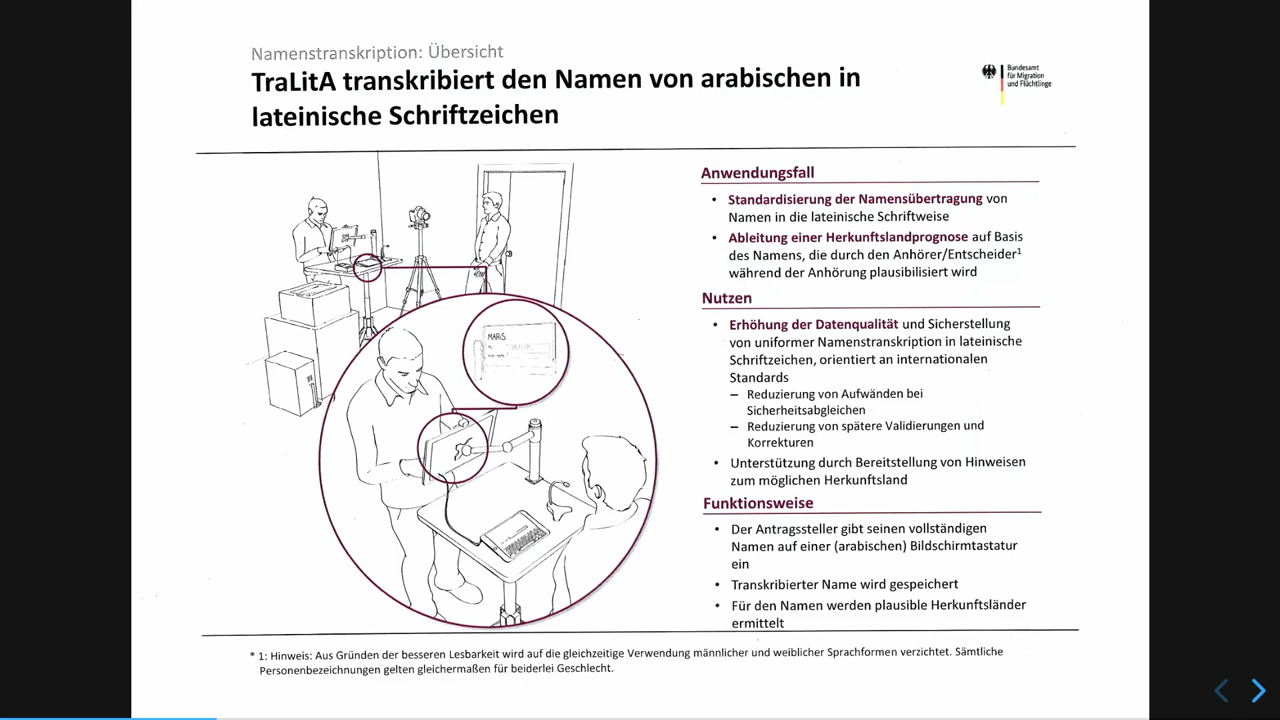 Namenstranskription: Übersicht
TraLitA transkribiert den Namen von arabischen in
lateinische Schriftzeichen
Bundesamt
für Migration
und Flüchtlinge
MARiS
Anwendungsfall
• Standardisierung der Namensübertragung von
Namen in die lateinische Schriftweise
• Ableitung einer Herkunftslandprognose auf Basis
des Namens, die durch den Anhörer/Entscheider¹
während der Anhörung plausibilisiert wird
Nutzen
• Erhöhung der Datenqualität und Sicherstellung
von uniformer Namenstranskription in lateinische
Schriftzeichen, orientiert an internationalen
Standards
– Reduzierung von Aufwänden bei
Sicherheitsabgleichen
– Reduzierung von spätere Validierungen und
Korrekturen
• Unterstützung durch Bereitstellung von Hinweisen
zum möglichen Herkunftsland
Funktionsweise
• Der Antragssteller gibt seinen vollständigen
Namen auf einer (arabischen) Bildschirmtastatur
ein
• Transkribierter Name wird gespeichert
• Für den Namen werden plausible Herkunftsländer
ermittelt
* 1: Hinweis: Aus Gründen der besseren Lesbarkeit wird auf die gleichzeitige Verwendung männlicher und weiblicher Sprachformen verzichtet. Sämtliche
Personenbezeichnungen gelten gleichermaßen für beiderlei Geschlecht.